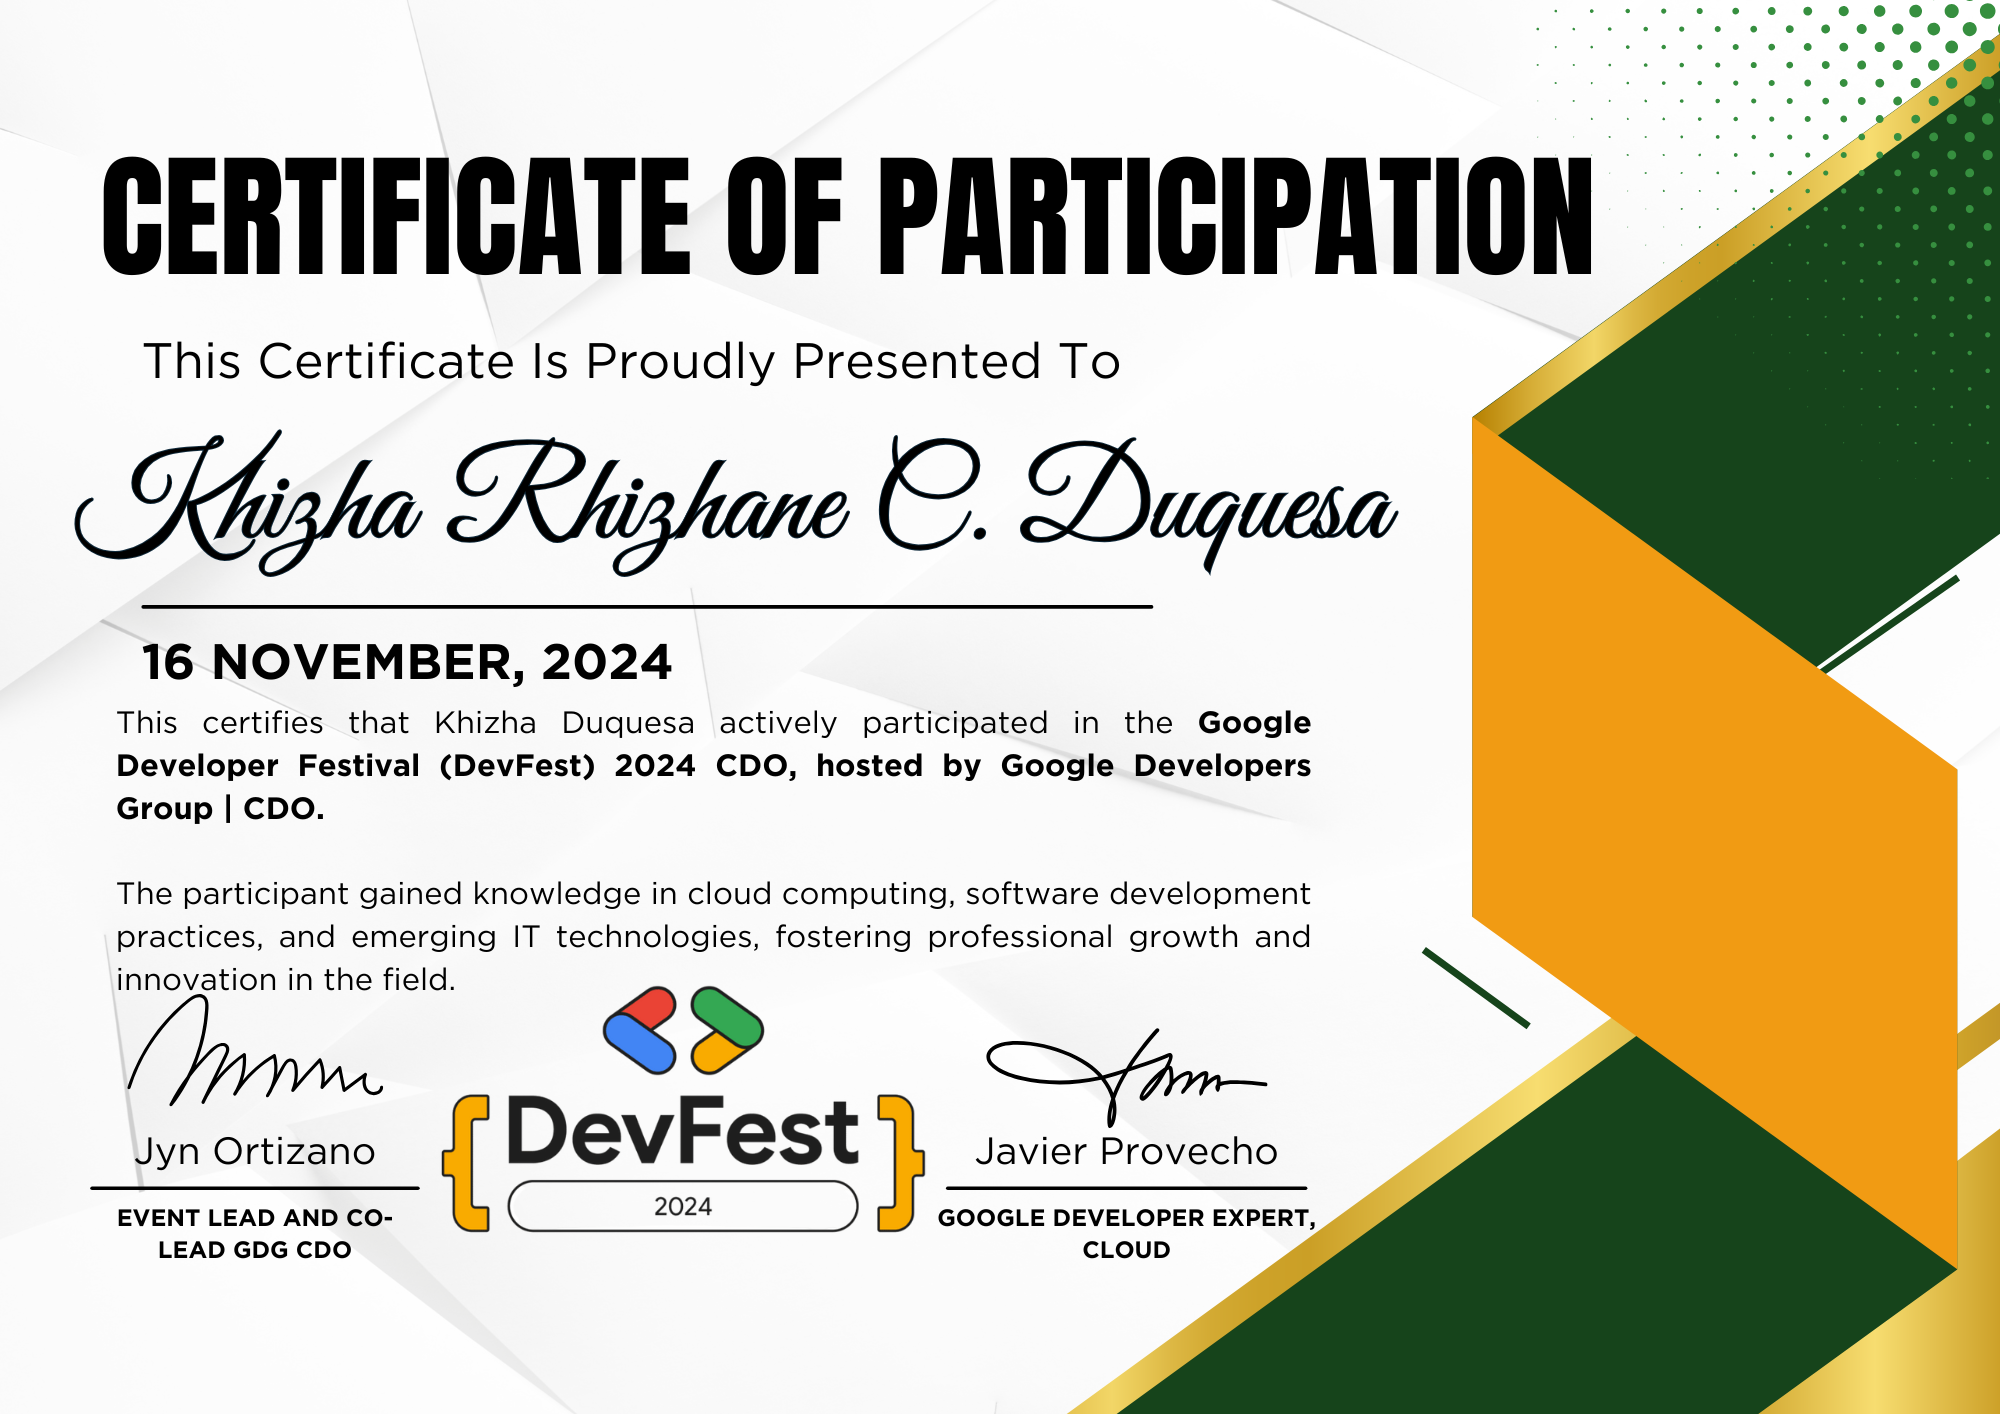 CERTIFICATE OF PARTICIPATION
This Certificate Is Proudly Presented To
Khizha Rhizhane C. Duquesa
16 NOVEMBER, 2024
This certifies that Khizha Duquesa actively participated in the Google
Developer Festival (DevFest) 2024 CDO, hosted by Google Developers
Group | CDO.
The participant gained knowledge in cloud computing, software development
practices, and emerging IT technologies, fostering professional growth and
innovation in the field.
Jyn Ortizano
EVENT LEAD AND CO-
LEAD GDG CDO
DevFest
2024
Javier Provecho
GOOGLE DEVELOPER EXPERT,
CLOUD